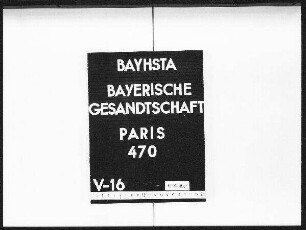 BAYHSTA
BAYERISCHE
GESANDTSCHAFT
PARIS
470
V-16